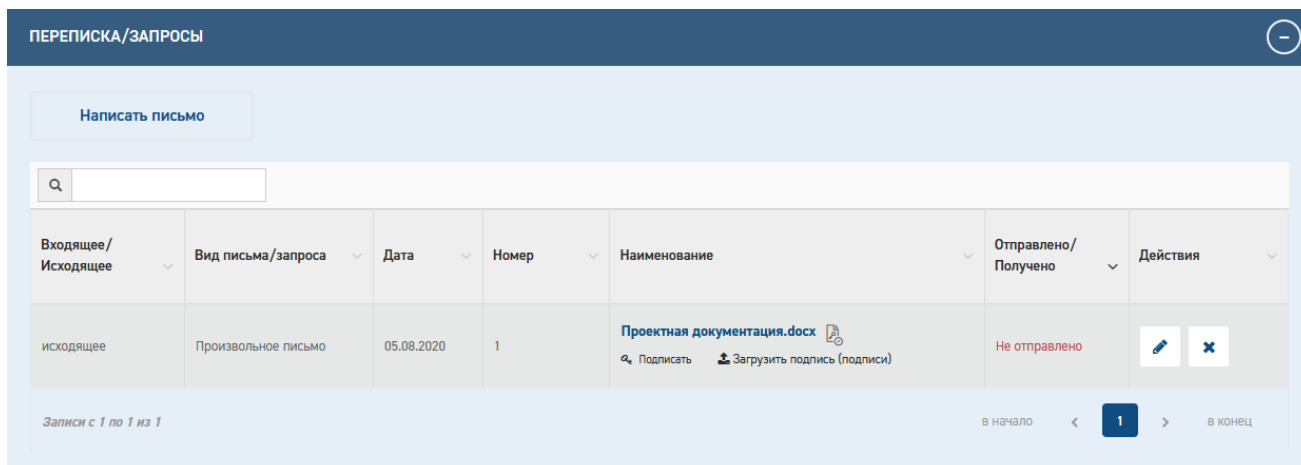 ПЕРЕПИСКА/ЗАПРОСЫ
Написать письмо
Входящее/
Исходящее
Вид письма/запроса
Дата
Номер
Наименование
Отправлено/
Получено
Действия
исходящее
Произвольное письмо
05.08.2020
1
Проектная документация.docx
Подписать
Загрузить подпись (подписи)
Не отправлено
Записи с 1 по 1 из 1
в начало
1
в конец